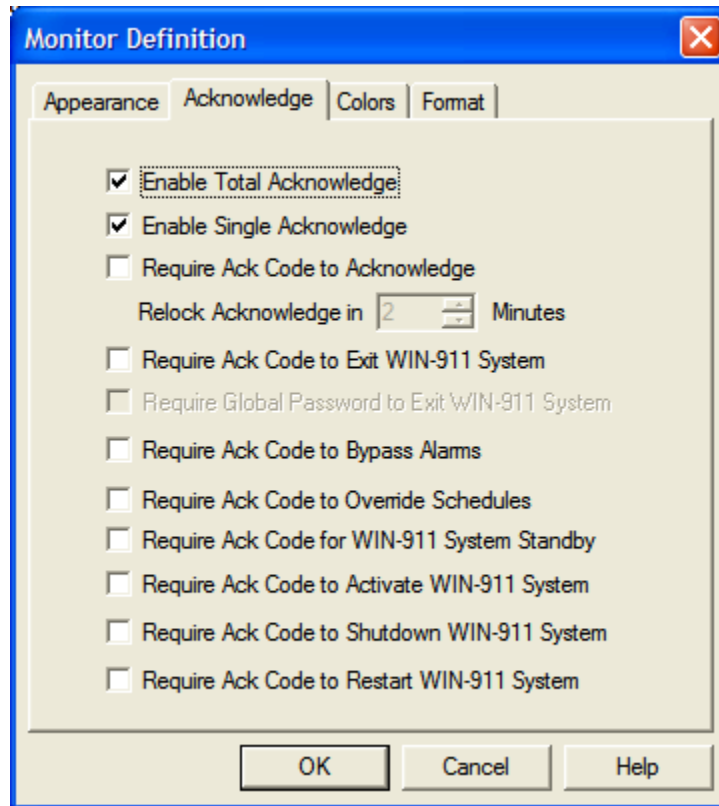 Monitor Definition
Appearance Acknowledge Colors Format
Enable Total Acknowledge
Enable Single Acknowledge
Require Ack Code to Acknowledge
Relock Acknowledge in 2 Minutes
Require Ack Code to Exit WIN-911 System
Require Global Password to Exit WIN-911 System
Require Ack Code to Bypass Alarms
Require Ack Code to Override Schedules
Require Ack Code for WIN-911 System Standby
Require Ack Code to Activate WIN-911 System
Require Ack Code to Shutdown WIN-911 System
Require Ack Code to Restart WIN-911 System
OK Cancel Help